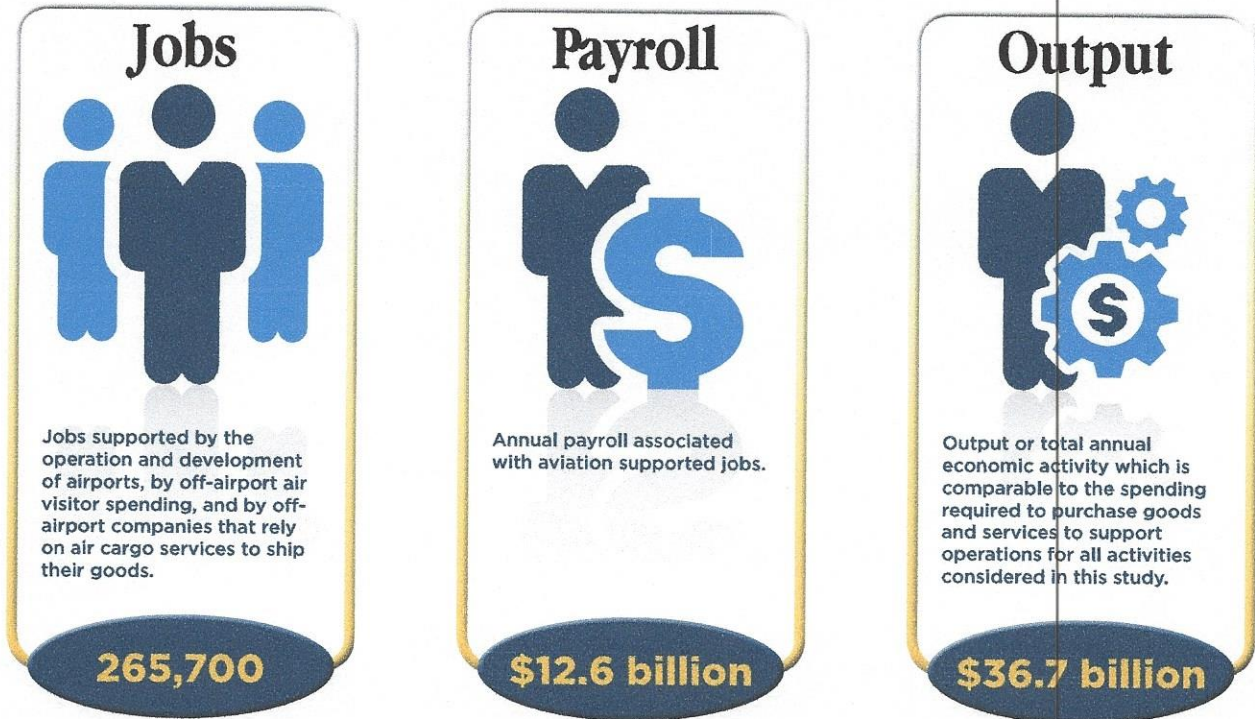 Jobs
Jobs supported by the
operation and development
of airports, by off-airport air
visitor spending, and by off-
airport companies that rely
on air cargo services to ship
their goods.
265,700
Payroll
$
Annual payroll associated
with aviation supported jobs.
$12.6 billion
Output
$
Output or total annual
economic activity which is
comparable to the spending
required to purchase goods
and services to support
operations for all activities
considered in this study.
$36.7 billion